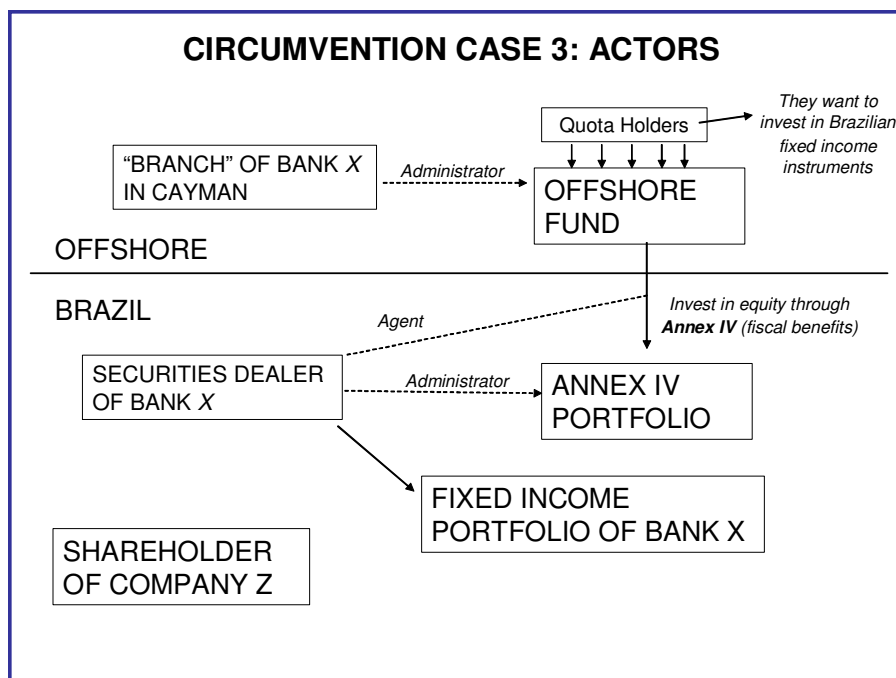 CIRCUMVENTION CASE 3: ACTORS
Quota Holders
They want to
invest in Brazilian
fixed income
instruments
“BRANCH” OF BANK X
IN CAYMAN
Administrator
OFFSHORE
FUND
OFFSHORE
BRAZIL
Agent
Invest in equity through
Annex IV (fiscal benefits)
SECURITIES DEALER
OF BANK X
Administrator
ANNEX IV
PORTFOLIO
FIXED INCOME
PORTFOLIO OF BANK X
SHAREHOLDER
OF COMPANY Z